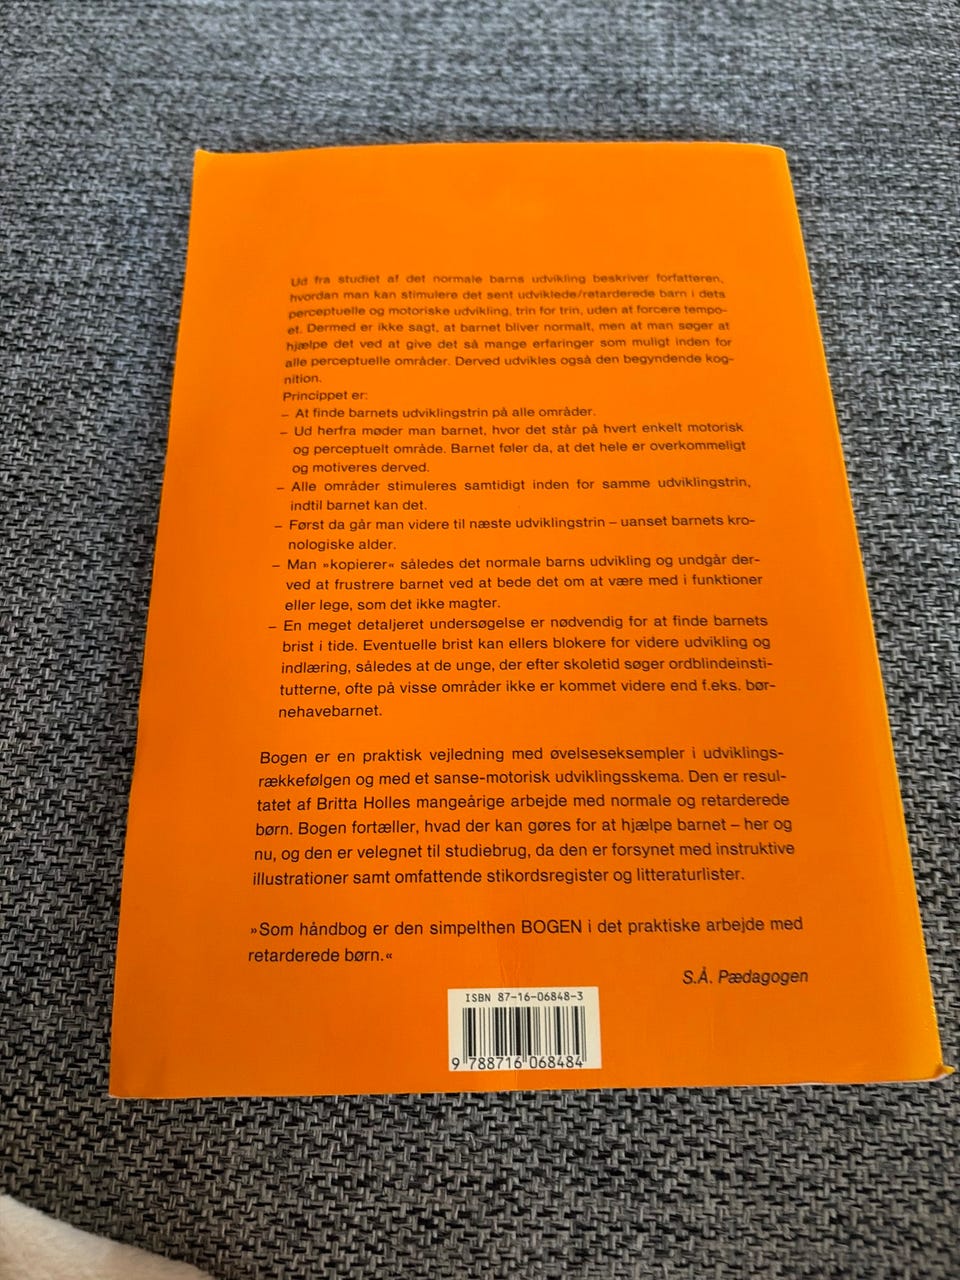 Ud fra studiet af det normale barns udvikling beskriver forfatteren,
hvordan man kan stimulere det sent udviklede/retarderede barn i dets
perceptuelle og motoriske udvikling, trin for trin, uden at forcere tempo-
et. Dermed er ikke sagt, at barnet bliver normalt, men at man søger at
hjælpe det ved at give det så mange erfaringer som muligt inden for
alle perceptuelle områder. Derved udvikles også den begyndende kog-
nition.
Princippet er:
– At finde barnets udviklingstrin på alle områder.
– Ud herfra møder man barnet, hvor det står på hvert enkelt motorisk
og perceptuelt område. Barnet føler da, at det hele er overkommeligt
og motiveres derved.
– Alle områder stimuleres samtidigt inden for samme udviklingstrin,
indtil barnet kan det.
– Først da går man videre til næste udviklingstrin – uanset barnets kro-
nologiske alder.
– Man »kopierer« således det normale barns udvikling og undgår der-
ved at frustrere barnet ved at bede det om at være med i funktioner
eller lege, som det ikke magter.
– En meget detaljeret undersøgelse er nødvendig for at finde barnets
brist i tide. Eventuelle brist kan ellers blokere for videre udvikling og
indlæring, således at de unge, der efter skoletid søger ordblindeinsti-
tutterne, ofte på visse områder ikke er kommet videre end f.eks. bør-
nehavebarnet.
Bogen er en praktisk vejledning med øvelseseksempler i udviklings-
rækkefølgen og med et sanse-motorisk udviklingsskema. Den er resul-
tatet af Britta Holles mangeårige arbejde med normale og retarderede
børn. Bogen fortæller, hvad der kan gøres for at hjælpe barnet – her og
nu, og den er velegnet til studiebrug, da den er forsynet med instruktive
illustrationer samt omfattende stikordsregister og litteraturlister.
»Som håndbog er den simpelthen BOGEN i det praktiske arbejde med
retarderede børn.«
S.Å. Pædagogen
ISBN 87-16-06848-3
9 788716 068484